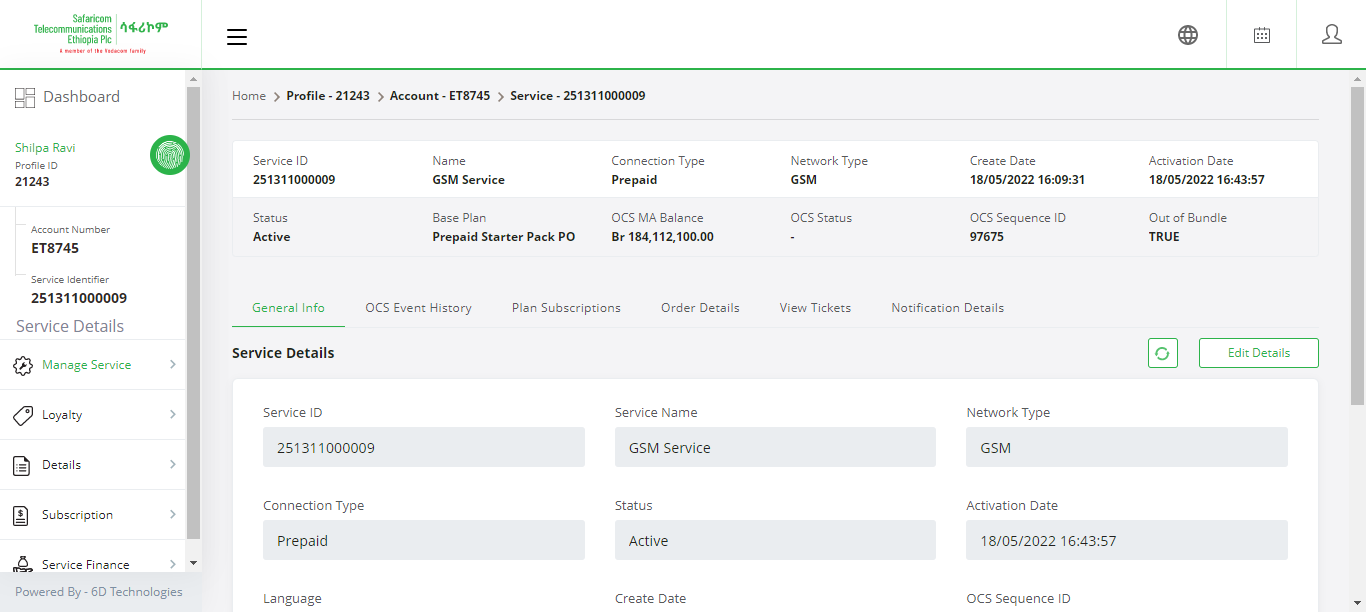 Safaricom
Telecommunications
Ethiopia Plc
ሳፋሪኮም
A member of the Vodacom family
Dashboard
Shilpa Ravi
Profile ID
21243
Account Number
ET8745
Service Identifier
251311000009
Service Details
Manage Service
Loyalty
Details
Subscription
Service Finance
Powered By - 6D Technologies
Home > Profile - 21243 > Account - ET8745 > Service - 251311000009
Service ID Name Connection Type Network Type Create Date Activation Date
251311000009 GSM Service Prepaid GSM 18/05/2022 16:09:31 18/05/2022 16:43:57
Status Base Plan OCS MA Balance OCS Status OCS Sequence ID Out of Bundle
Active Prepaid Starter Pack PO Br 184,112,100.00 - 97675 TRUE
General Info OCS Event History Plan Subscriptions Order Details View Tickets Notification Details
Service Details Edit Details
Service ID Service Name Network Type
251311000009 GSM Service GSM
Connection Type Status Activation Date
Prepaid Active 18/05/2022 16:43:57
Language Create Date OCS Sequence ID